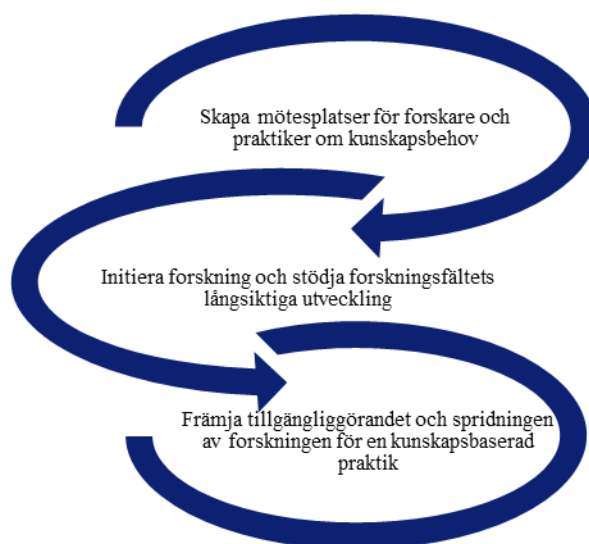 Skapa mötesplatser för forskare och
praktiker om kunskapsbehov
Initiera forskning och stödja forskningsfältets
långsiktiga utveckling
Främja tillgängliggörandet och spridningen
av forskningen för en kunskapsbaserad
praktik